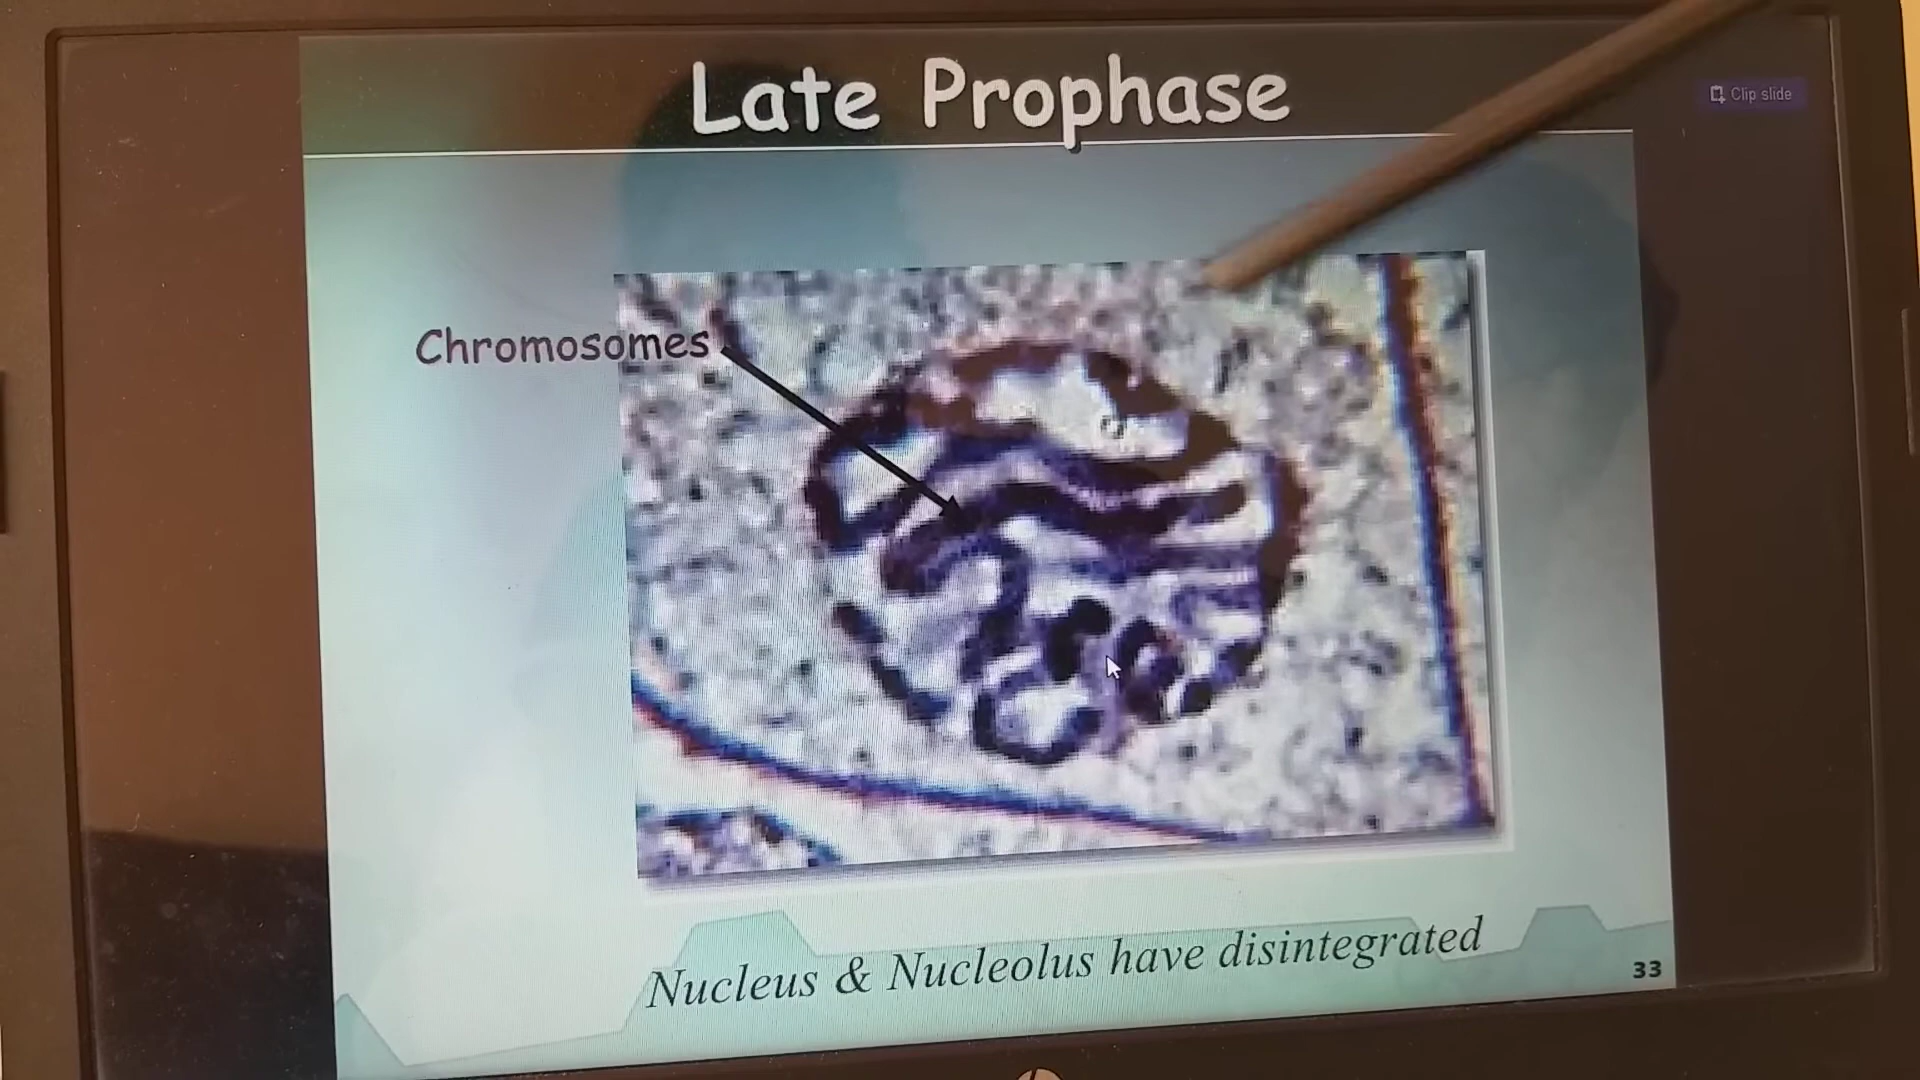 Late Prophase
Clip slide
Chromosomes
Nucleus & Nucleolus have disintegrated
33